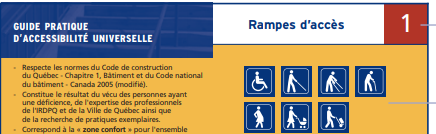 GUIDE PRATIQUE
D'ACCESSIBILITÉ UNIVERSELLE
Rampes d'accès
1
- Respecte les normes du Code de construction
du Québec - Chapitre 1, Bâtiment et du Code national
du bâtiment - Canada 2005 (modifié).
- Constitue le résultat du vécu des personnes ayant
une déficience, de l'expertise des professionnels
de l'IRDPQ et de la Ville de Québec ainsi que
de la recherche de pratiques exemplaires.
- Correspond à la « zone confort » pour l'ensemble